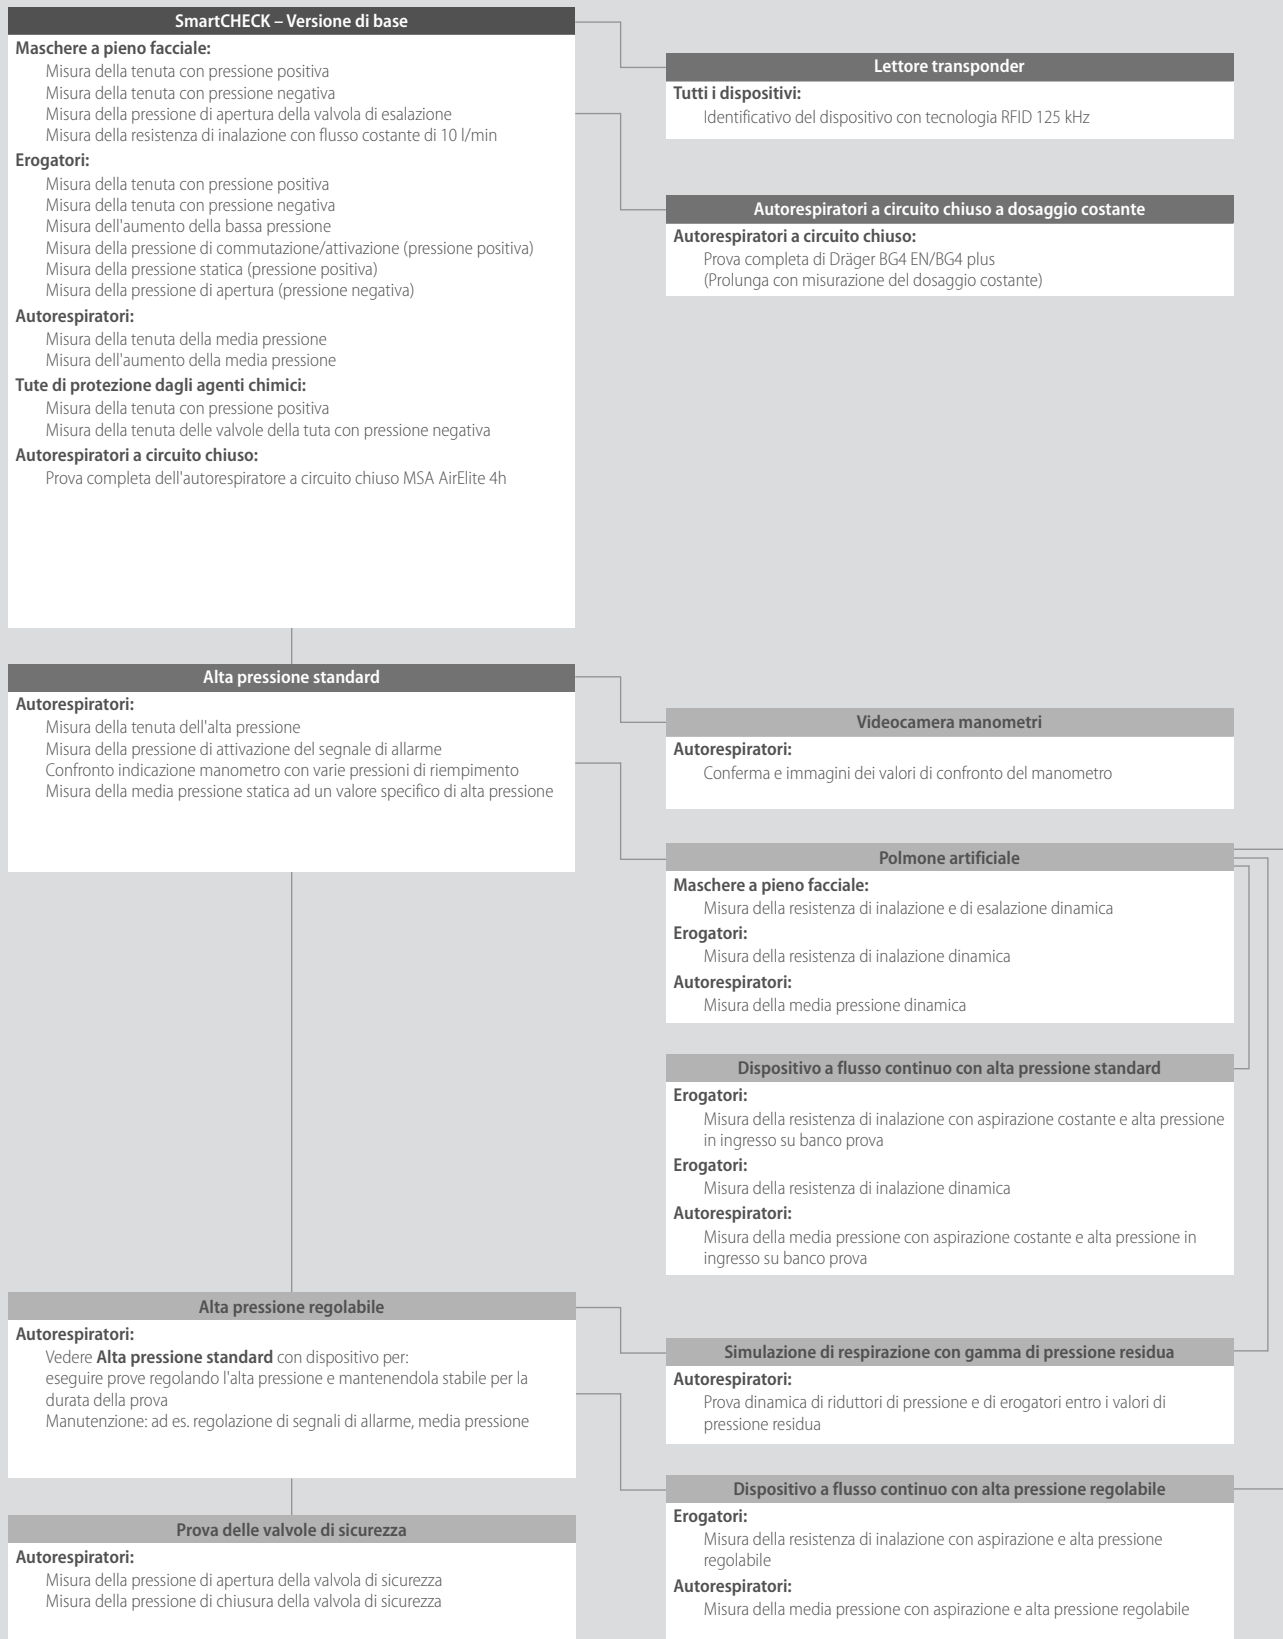 SmartCHECK – Versione di base
Maschere a pieno facciale:
Misura della tenuta con pressione positiva
Misura della tenuta con pressione negativa
Misura della pressione di apertura della valvola di esalazione
Misura della resistenza di inalazione con flusso costante di 10 l/min
Erogatori:
Misura della tenuta con pressione positiva
Misura della tenuta con pressione negativa
Misura dell'aumento della bassa pressione
Misura della pressione di commutazione/attivazione (pressione positiva)
Misura della pressione statica (pressione positiva)
Misura della pressione di apertura (pressione negativa)
Autorespiratori:
Misura della tenuta della media pressione
Misura dell'aumento della media pressione
Tute di protezione dagli agenti chimici:
Misura della tenuta con pressione positiva
Misura della tenuta delle valvole della tuta con pressione negativa
Autorespiratori a circuito chiuso:
Prova completa dell'autorespiratore a circuito chiuso MSA AirElite 4h
Lettore transponder
Tutti i dispositivi:
Identificativo del dispositivo con tecnologia RFID 125 kHz
Autorespiratori a circuito chiuso a dosaggio costante
Autorespiratori a circuito chiuso:
Prova completa di Dräger BG4 EN/BG4 plus
(Prolunga con misurazione del dosaggio costante)
Alta pressione standard
Autorespiratori:
Misura della tenuta dell'alta pressione
Misura della pressione di attivazione del segnale di allarme
Confronto indicazione manometro con varie pressioni di riempimento
Misura della media pressione statica ad un valore specifico di alta pressione
Videocamera manometri
Autorespiratori:
Conferma e immagini dei valori di confronto del manometro
Polmone artificiale
Maschere a pieno facciale:
Misura della resistenza di inalazione e di esalazione dinamica
Erogatori:
Misura della resistenza di inalazione dinamica
Autorespiratori:
Misura della media pressione dinamica
Dispositivo a flusso continuo con alta pressione standard
Erogatori:
Misura della resistenza di inalazione con aspirazione costante e alta pressione
in ingresso su banco prova
Erogatori:
Misura della resistenza di inalazione dinamica
Autorespiratori:
Misura della media pressione con aspirazione costante e alta pressione in
ingresso su banco prova
Alta pressione regolabile
Autorespiratori:
Vedere Alta pressione standard con dispositivo per:
eseguire prove regolando l'alta pressione e mantenendola stabile per la
durata della prova
Manutenzione: ad es. regolazione di segnali di allarme, media pressione
Simulazione di respirazione con gamma di pressione residua
Autorespiratori:
Prova dinamica di riduttori di pressione e di erogatori entro i valori di
pressione residua
Prova delle valvole di sicurezza
Autorespiratori:
Misura della pressione di apertura della valvola di sicurezza
Misura della pressione di chiusura della valvola di sicurezza
Dispositivo a flusso continuo con alta pressione regolabile
Erogatori:
Misura della resistenza di inalazione con aspirazione e alta pressione
regolabile
Autorespiratori:
Misura della media pressione con aspirazione e alta pressione regolabile